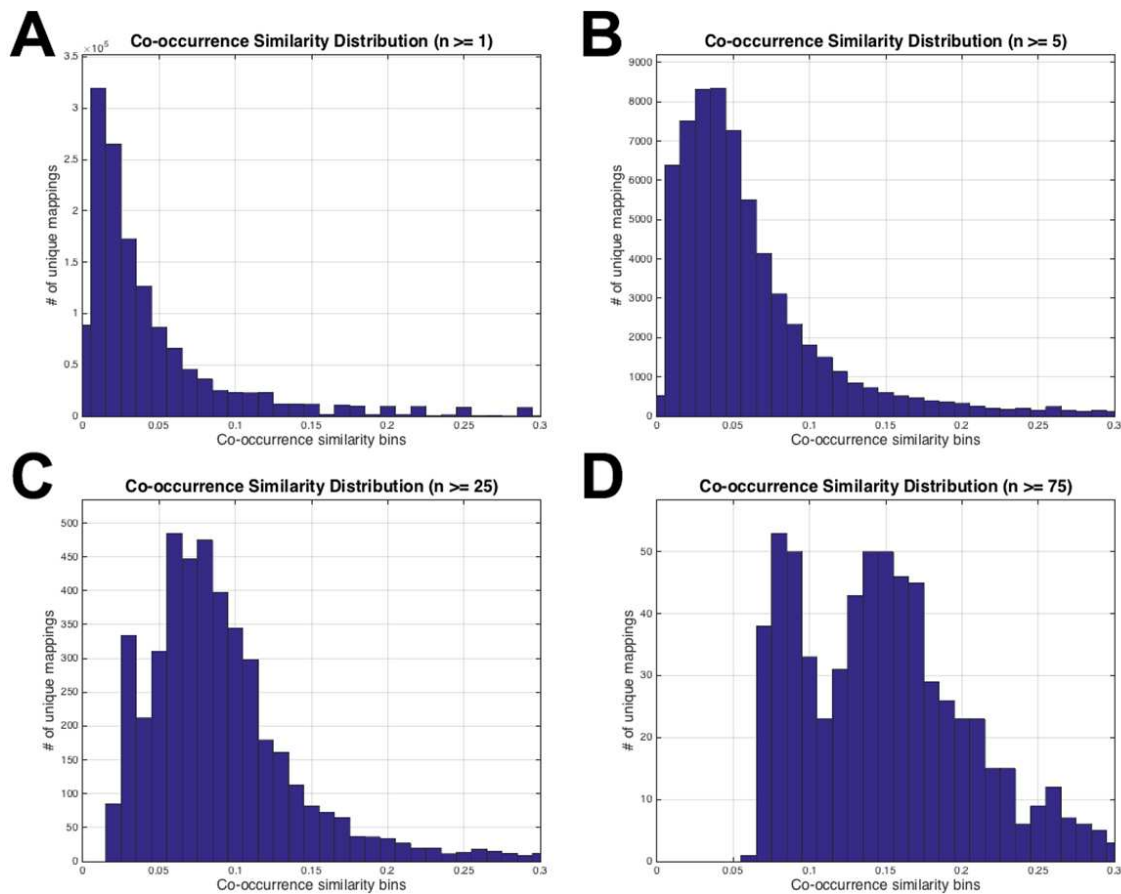 A
Co-occurrence Similarity Distribution (n >= 1)
×10⁵
3.5
3
2.5
2
1.5
1
0.5
0
# of unique mappings
0 0.05 0.1 0.15 0.2 0.25 0.3
Co-occurrence similarity bins
B
Co-occurrence Similarity Distribution (n >= 5)
9000
8000
7000
6000
5000
4000
3000
2000
1000
0
# of unique mappings
0 0.05 0.1 0.15 0.2 0.25 0.3
Co-occurrence similarity bins
C
Co-occurrence Similarity Distribution (n >= 25)
500
450
400
350
300
250
200
150
100
50
0
# of unique mappings
0 0.05 0.1 0.15 0.2 0.25 0.3
Co-occurrence similarity bins
D
Co-occurrence Similarity Distribution (n >= 75)
50
40
30
20
10
0
# of unique mappings
0 0.05 0.1 0.15 0.2 0.25 0.3
Co-occurrence similarity bins